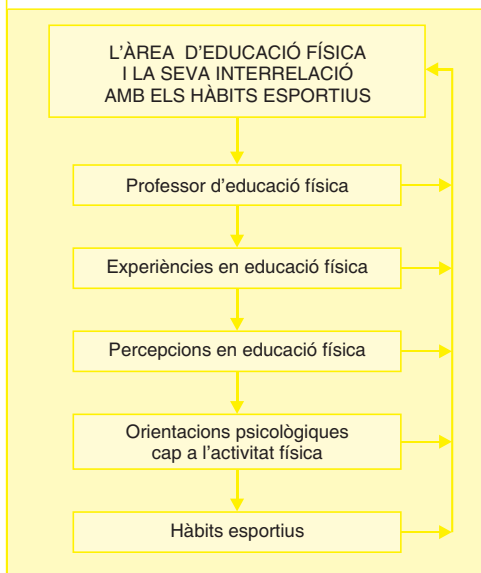 L'ÀREA D'EDUCACIÓ FÍSICA
I LA SEVA INTERRELACIÓ
AMB ELS HÀBITS ESPORTIUS
Professor d'educació física
Experiències en educació física
Percepcions en educació física
Orientacions psicològiques
cap a l'activitat física
Hàbits esportius